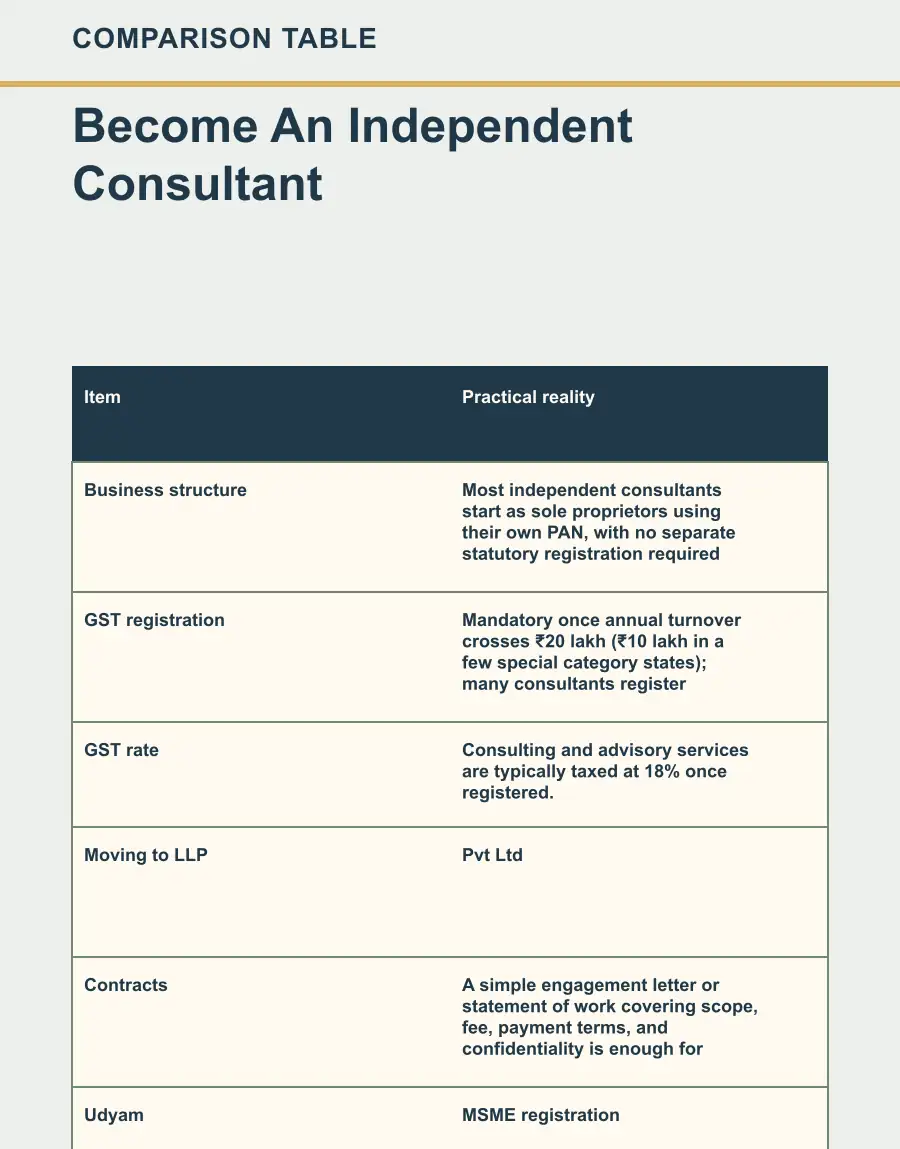 COMPARISON TABLE
Become An Independent
Consultant
Item
Practical reality
Business structure
Most independent consultants
start as sole proprietors using
their own PAN, with no separate
statutory registration required
GST registration
Mandatory once annual turnover
crosses ₹20 lakh (₹10 lakh in a
few special category states);
many consultants register
GST rate
Consulting and advisory services
are typically taxed at 18% once
registered.
Moving to LLP
Pvt Ltd
Contracts
A simple engagement letter or
statement of work covering scope,
fee, payment terms, and
confidentiality is enough for
Udyam
MSME registration